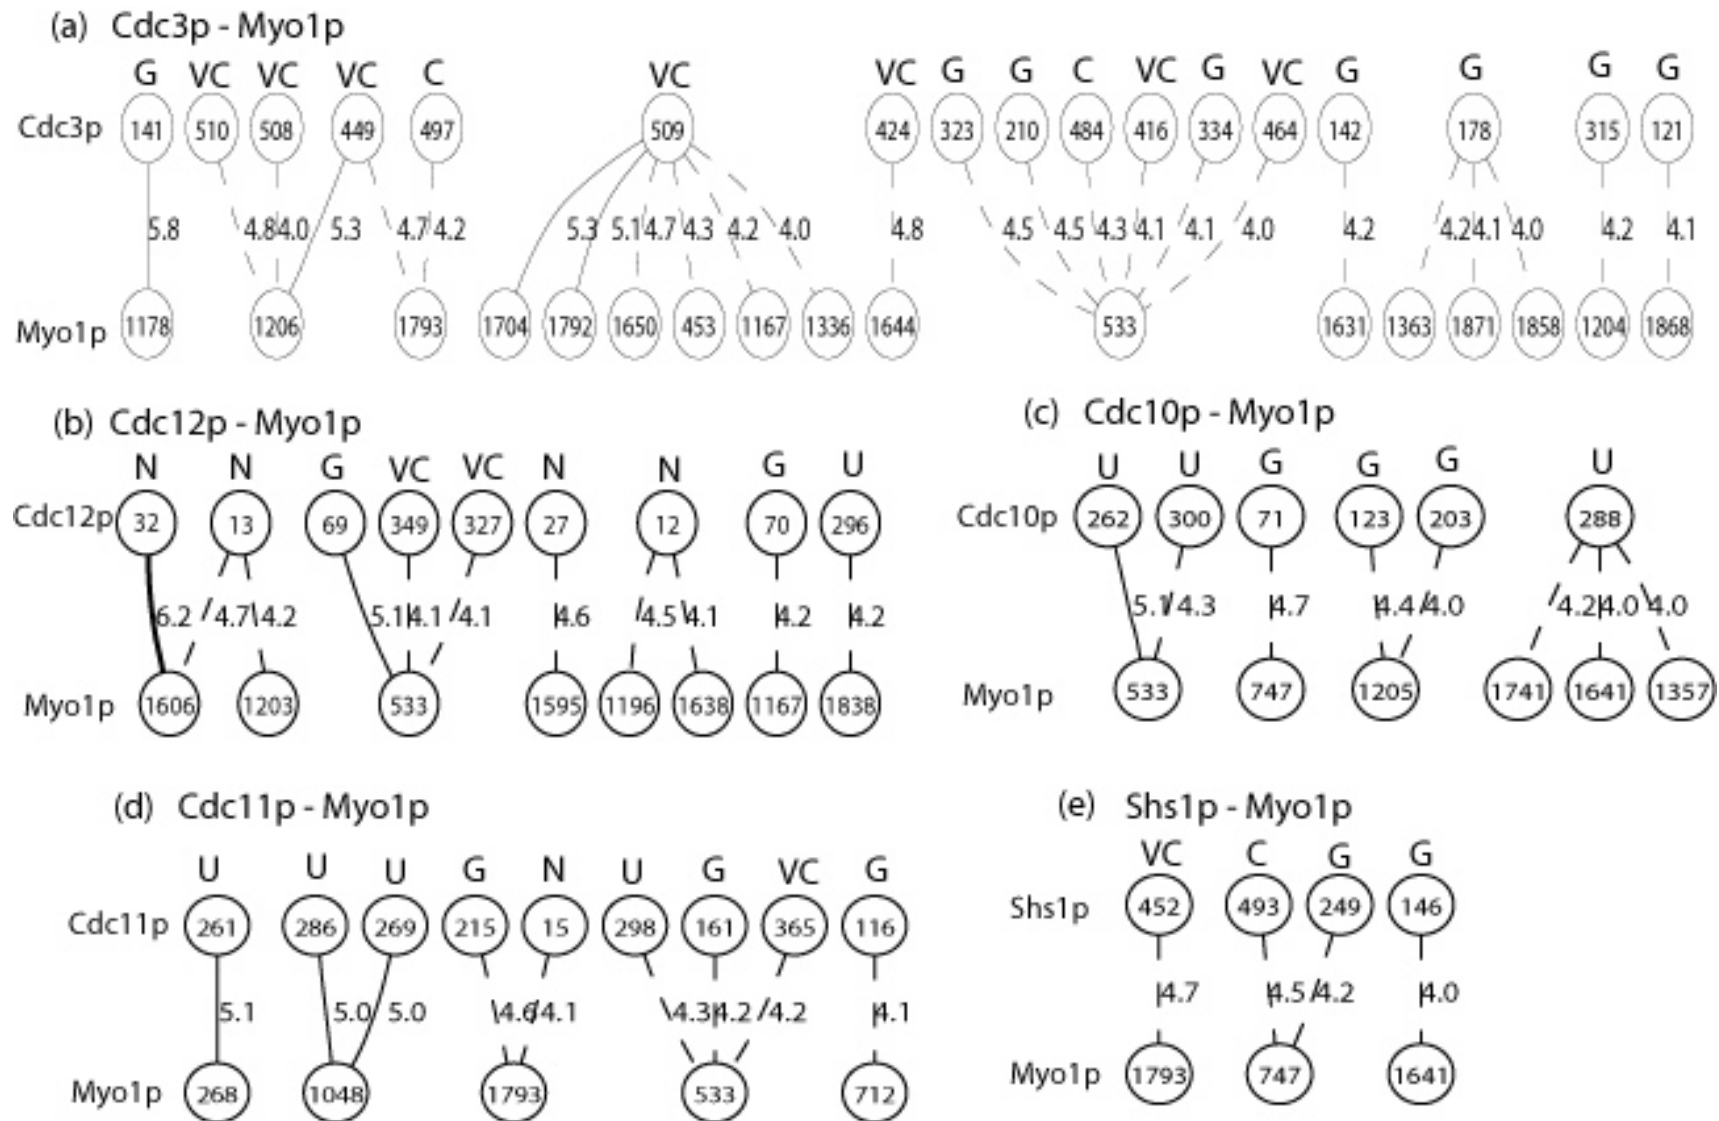 (a) Cdc3p - Myo1p
G VC VC VC C VC VC G G C VC G VC G G G G
Cdc3p 141 510 508 449 497 509 424 323 210 484 416 334 464 142 178 315 121
5.8 4.8 4.0 5.3 4.7 4.2 5.3 5.1 4.7 4.3 4.2 4.0 4.8 4.5 4.5 4.3 4.1 4.1 4.0 4.2 4.2 4.1 4.0 4.2 4.1
Myo1p 1178 1206 1793 1704 1792 1650 453 1167 1336 1644 533 1631 1363 1871 1858 1204 1868
(b) Cdc12p - Myo1p
N N G VC VC N N G U
Cdc12p 32 13 69 349 327 27 12 70 296
6.2 4.7 4.2 5.1 4.1 4.1 4.6 4.5 4.1 4.2 4.2
Myo1p 1606 1203 533 1595 1196 1638 1167 1838
(c) Cdc10p - Myo1p
U U G G G U
Cdc10p 262 300 71 123 203 288
5.1 4.3 4.7 4.4 4.0 4.2 4.0 4.0
Myo1p 533 747 1205 1741 1641 1357
(d) Cdc11p - Myo1p
U U U G N U G VC G
Cdc11p 261 286 269 215 15 298 161 365 116
5.1 5.0 5.0 4.6 4.1 4.3 4.2 4.2 4.1
Myo1p 268 1048 1793 533 712
(e) Shs1p - Myo1p
VC C G G
Shs1p 452 493 249 146
4.7 4.5 4.2 4.0
Myo1p 1793 747 1641